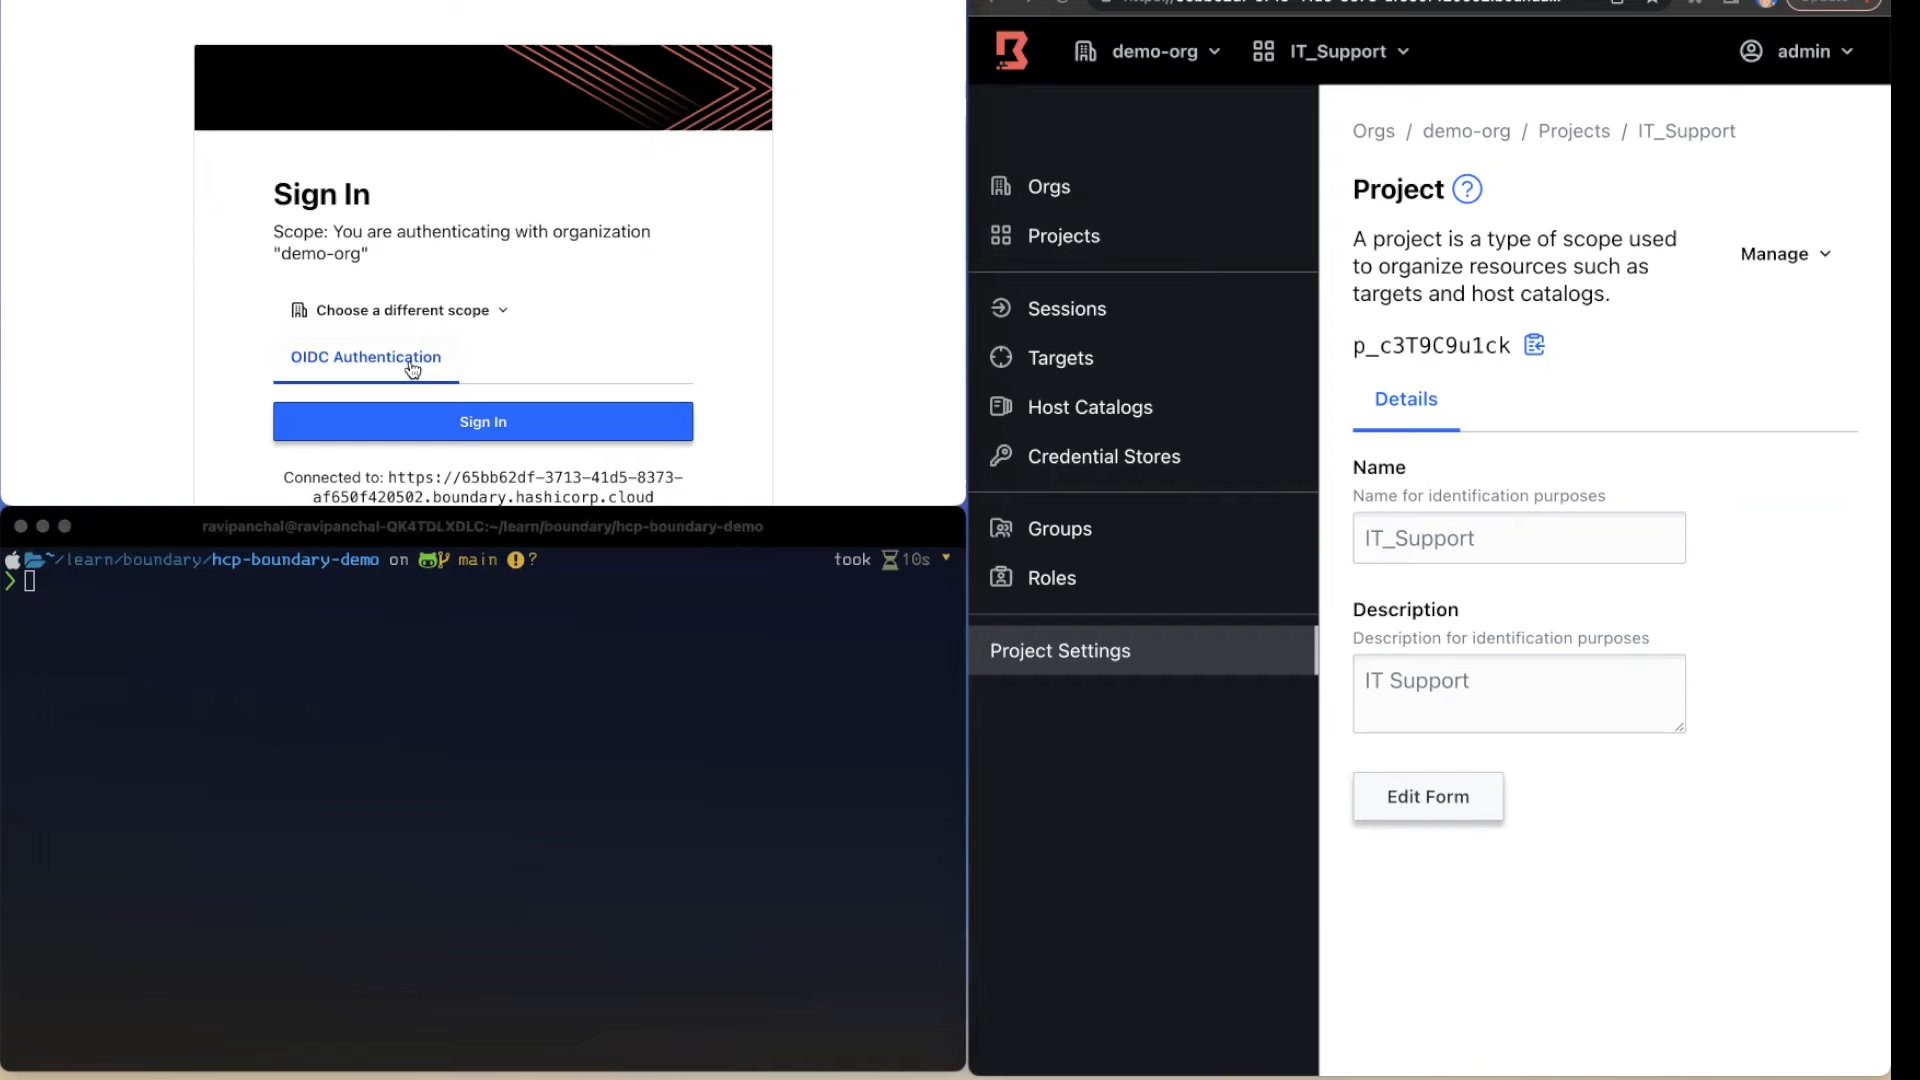 Sign In
Scope: You are authenticating with organization
"demo-org"
Choose a different scope
OIDC Authentication
Sign In
Connected to: https://65bb62df-3713-41d5-8373-
af650f420502.boundary.hashicorp.cloud
ravipanchal@ravipanchal-QK4TDLXDLC:~/learn/boundary/hcp-boundary-demo
~/learn/boundary/hcp-boundary-demo on main ? took 10s
>
demo-org
IT_Support
admin
Orgs
Projects
Sessions
Targets
Host Catalogs
Credential Stores
Groups
Roles
Project Settings
Orgs / demo-org / Projects / IT_Support
Project ?
A project is a type of scope used
to organize resources such as
targets and host catalogs.
Manage
p_c3T9C9u1ck
Details
Name
Name for identification purposes
IT_Support
Description
Description for identification purposes
IT Support
Edit Form